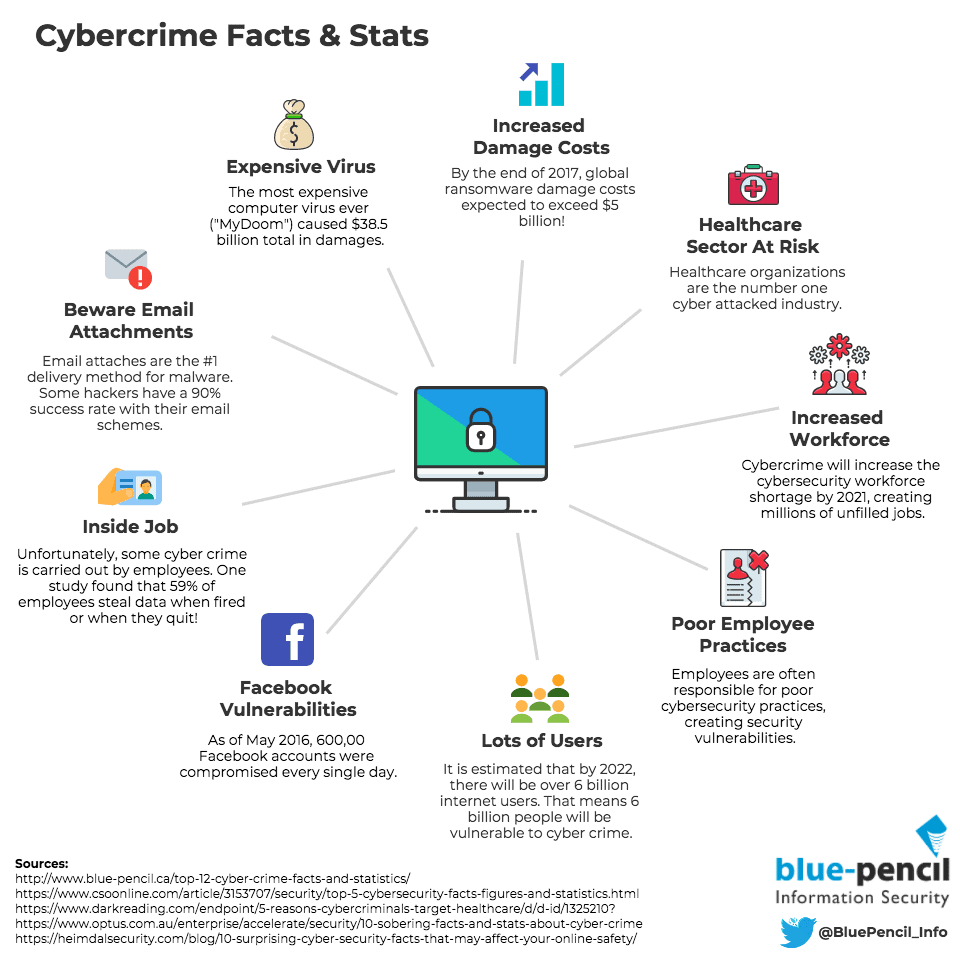 Cybercrime Facts & Stats
Increased
Damage Costs
By the end of 2017, global
ransomware damage costs
expected to exceed $5
billion!
Expensive Virus
The most expensive
computer virus ever
("MyDoom") caused $38.5
billion total in damages.
Healthcare
Sector At Risk
Healthcare organizations
are the number one
cyber attacked industry.
Beware Email
Attachments
Email attaches are the #1
delivery method for malware.
Some hackers have a 90%
success rate with their email
schemes.
Increased
Workforce
Cybercrime will increase the
cybersecurity workforce
shortage by 2021, creating
millions of unfilled jobs.
Inside Job
Unfortunately, some cyber crime
is carried out by employees. One
study found that 59% of
employees steal data when fired
or when they quit!
Poor Employee
Practices
Employees are often
responsible for poor
cybersecurity practices,
creating security
vulnerabilities.
f
Facebook
Vulnerabilities
As of May 2016, 600,00
Facebook accounts were
compromised every single day.
Lots of Users
It is estimated that by 2022,
there will be over 6 billion
internet users. That means 6
billion people will be
vulnerable to cyber crime.
Sources:
http://www.blue-pencil.ca/top-12-cyber-crime-facts-and-statistics/
https://www.csoonline.com/article/3153707/security/top-5-cybersecurity-facts-figures-and-statistics.html
https://www.darkreading.com/endpoint/5-reasons-cybercriminals-target-healthcare/d/d-id/1325210?
https://www.optus.com.au/enterprise/accelerate/security/10-sobering-facts-and-stats-about-cyber-crime
https://heimdalsecurity.com/blog/10-surprising-cyber-security-facts-that-may-affect-your-online-safety/
blue-pencil
Information Security
@BluePencil_Info